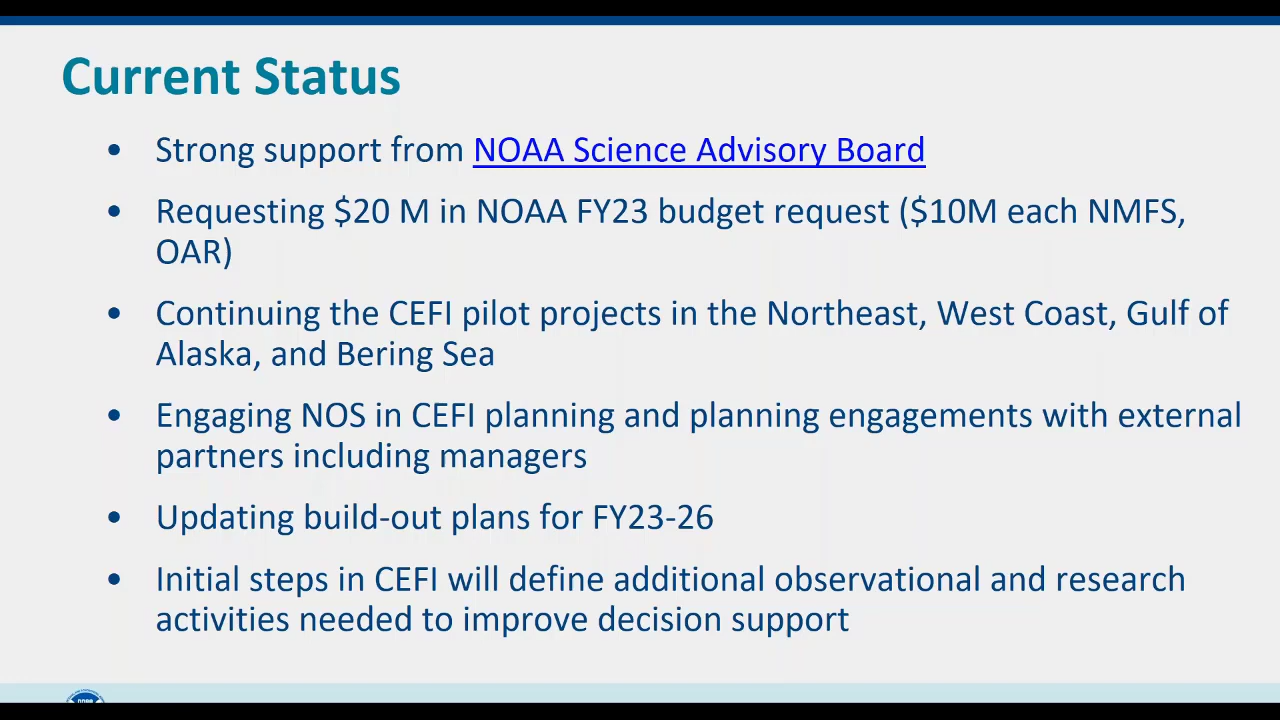 Current Status
• Strong support from NOAA Science Advisory Board
• Requesting $20 M in NOAA FY23 budget request ($10M each NMFS,
OAR)
• Continuing the CEFI pilot projects in the Northeast, West Coast, Gulf of
Alaska, and Bering Sea
• Engaging NOS in CEFI planning and planning engagements with external
partners including managers
• Updating build-out plans for FY23-26
• Initial steps in CEFI will define additional observational and research
activities needed to improve decision support